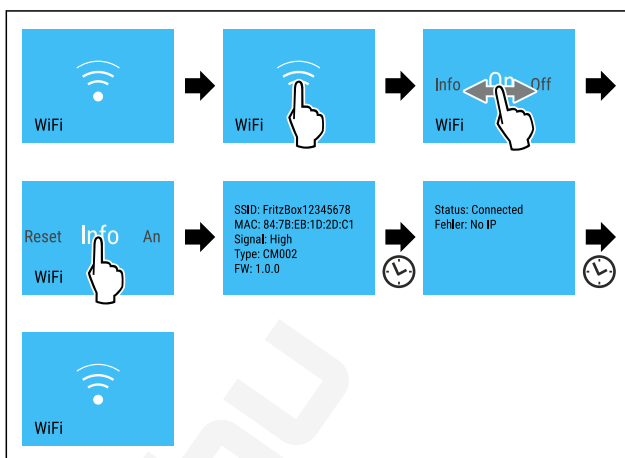 WiFi
WiFi
Info On Off
WiFi
Reset Info An
WiFi
SSID: FritzBox12345678
MAC: 84:7B:EB:1D:2D:C1
Signal: High
Type: CM002
FW: 1.0.0
Status: Connected
Fehler: No IP
WiFi